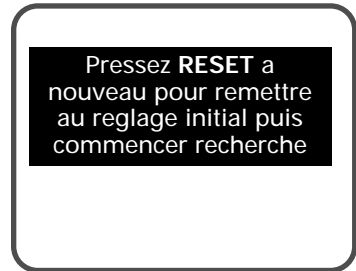 Pressez RESET a
nouveau pour remettre
au reglage initial puis
commencer recherche